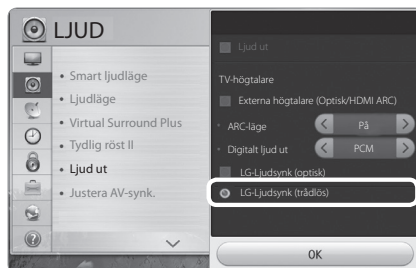 LJUD
• Smart ljudläge
• Ljudläge
• Virtual Surround Plus
• Tydlig röst II
• Ljud ut
• Justera AV-synk.
Ljud ut
TV-högtalare
Externa högtalare (Optisk/HDMI ARC)
• ARC-läge < På >
• Digitalt ljud ut < PCM >
LG-Ljudsynk (optisk)
LG-Ljudsynk (trådlös)
OK